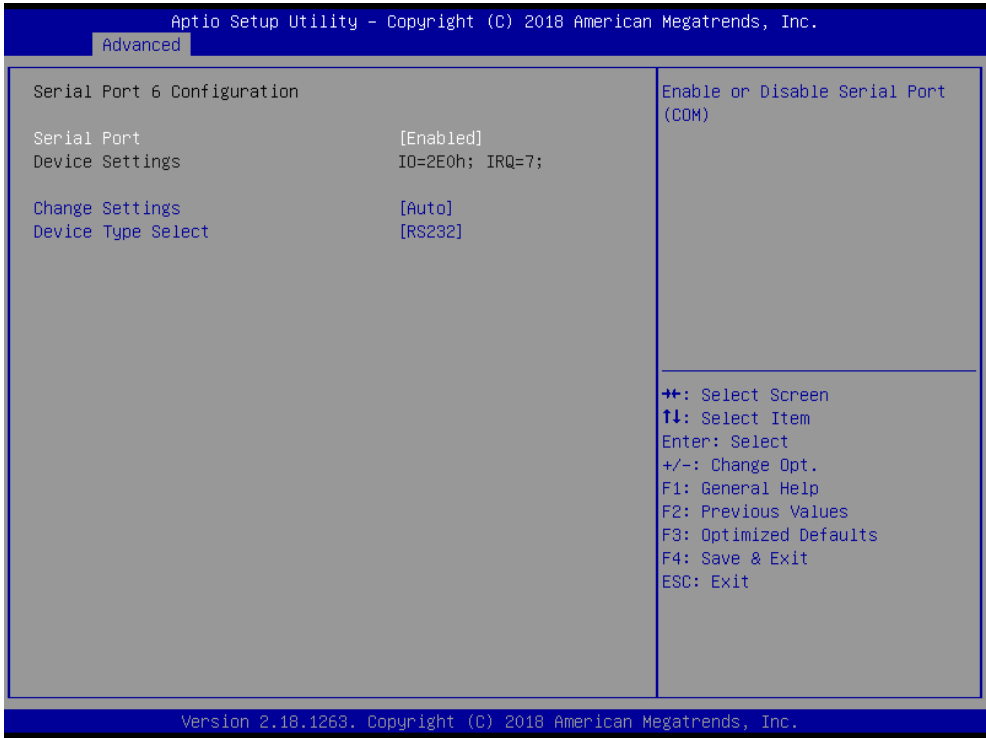 Aptio Setup Utility – Copyright (C) 2018 American Megatrends, Inc.
Advanced
Serial Port 6 Configuration
Serial Port [Enabled]
Device Settings IO=2E0h; IRQ=7;
Change Settings [Auto]
Device Type Select [RS232]
Enable or Disable Serial Port
(COM)
→←: Select Screen
↑↓: Select Item
Enter: Select
+/-: Change Opt.
F1: General Help
F2: Previous Values
F3: Optimized Defaults
F4: Save & Exit
ESC: Exit
Version 2.18.1263. Copyright (C) 2018 American Megatrends, Inc.